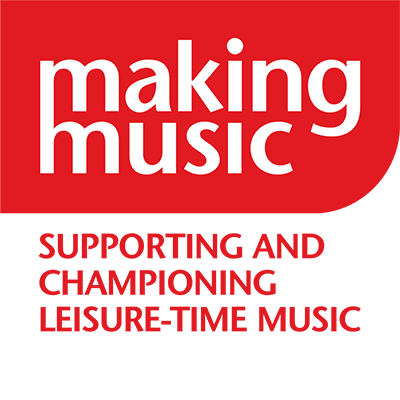 making
music
SUPPORTING AND
CHAMPIONING
LEISURE-TIME MUSIC